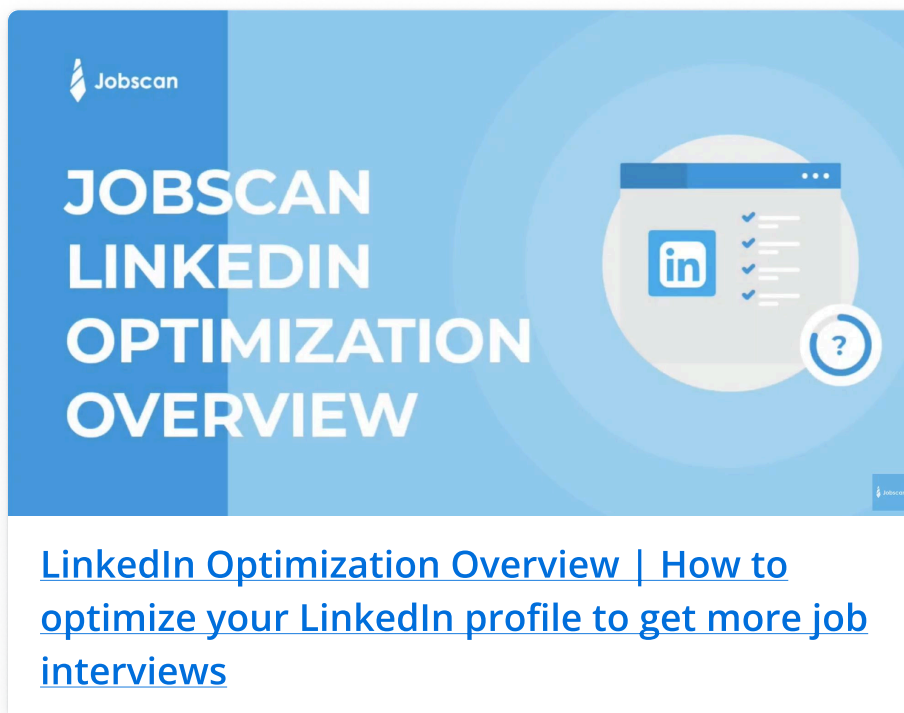 Jobscan
JOBSCAN
LINKEDIN
OPTIMIZATION
OVERVIEW
in
?
LinkedIn Optimization Overview | How to
optimize your LinkedIn profile to get more job
interviews